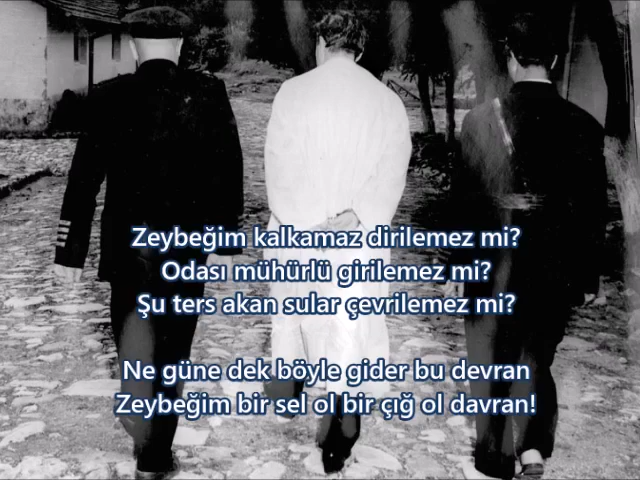 Zeybeğim kalkamaz dirilemez mi?
Odası mühürlü girilemez mi?
Şu ters akan sular çevrilemez mi?
Ne güne dek böyle gider bu devran
Zeybeğim bir sel ol bir çığ ol davran!